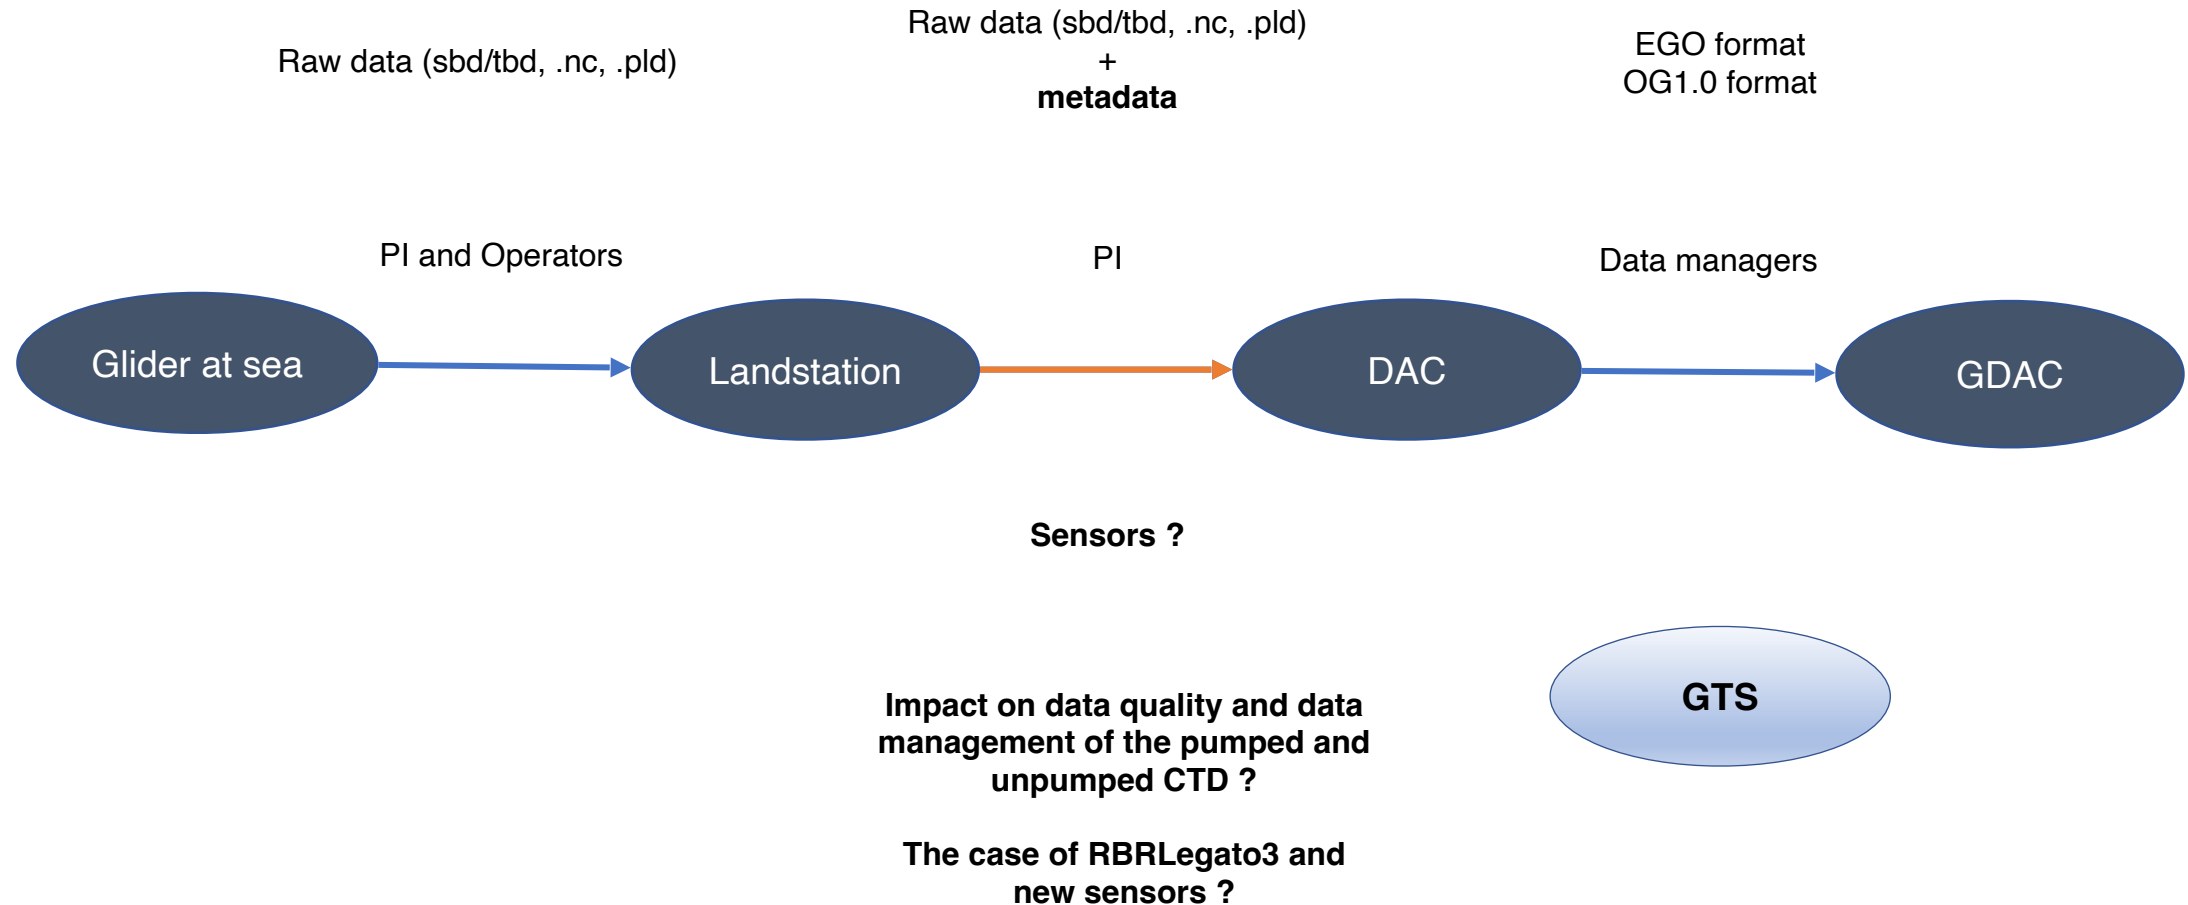 Raw data (sbd/tbd, .nc, .pld)
Raw data (sbd/tbd, .nc, .pld)
+
metadata
EGO format
OG1.0 format
PI and Operators
PI
Data managers
Glider at sea
Landstation
DAC
GDAC
Sensors ?
GTS
Impact on data quality and data
management of the pumped and
unpumped CTD ?
The case of RBRLegato3 and
new sensors ?